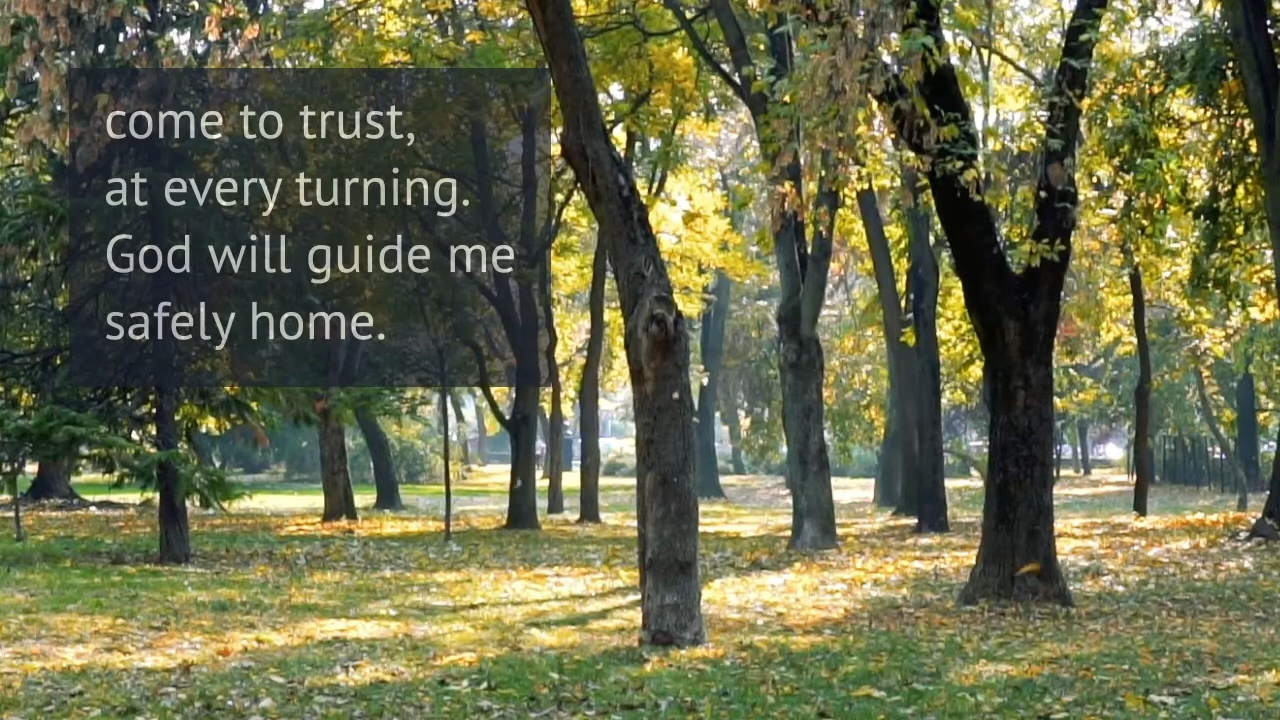 come to trust,
at every turning.
God will guide me
safely home.